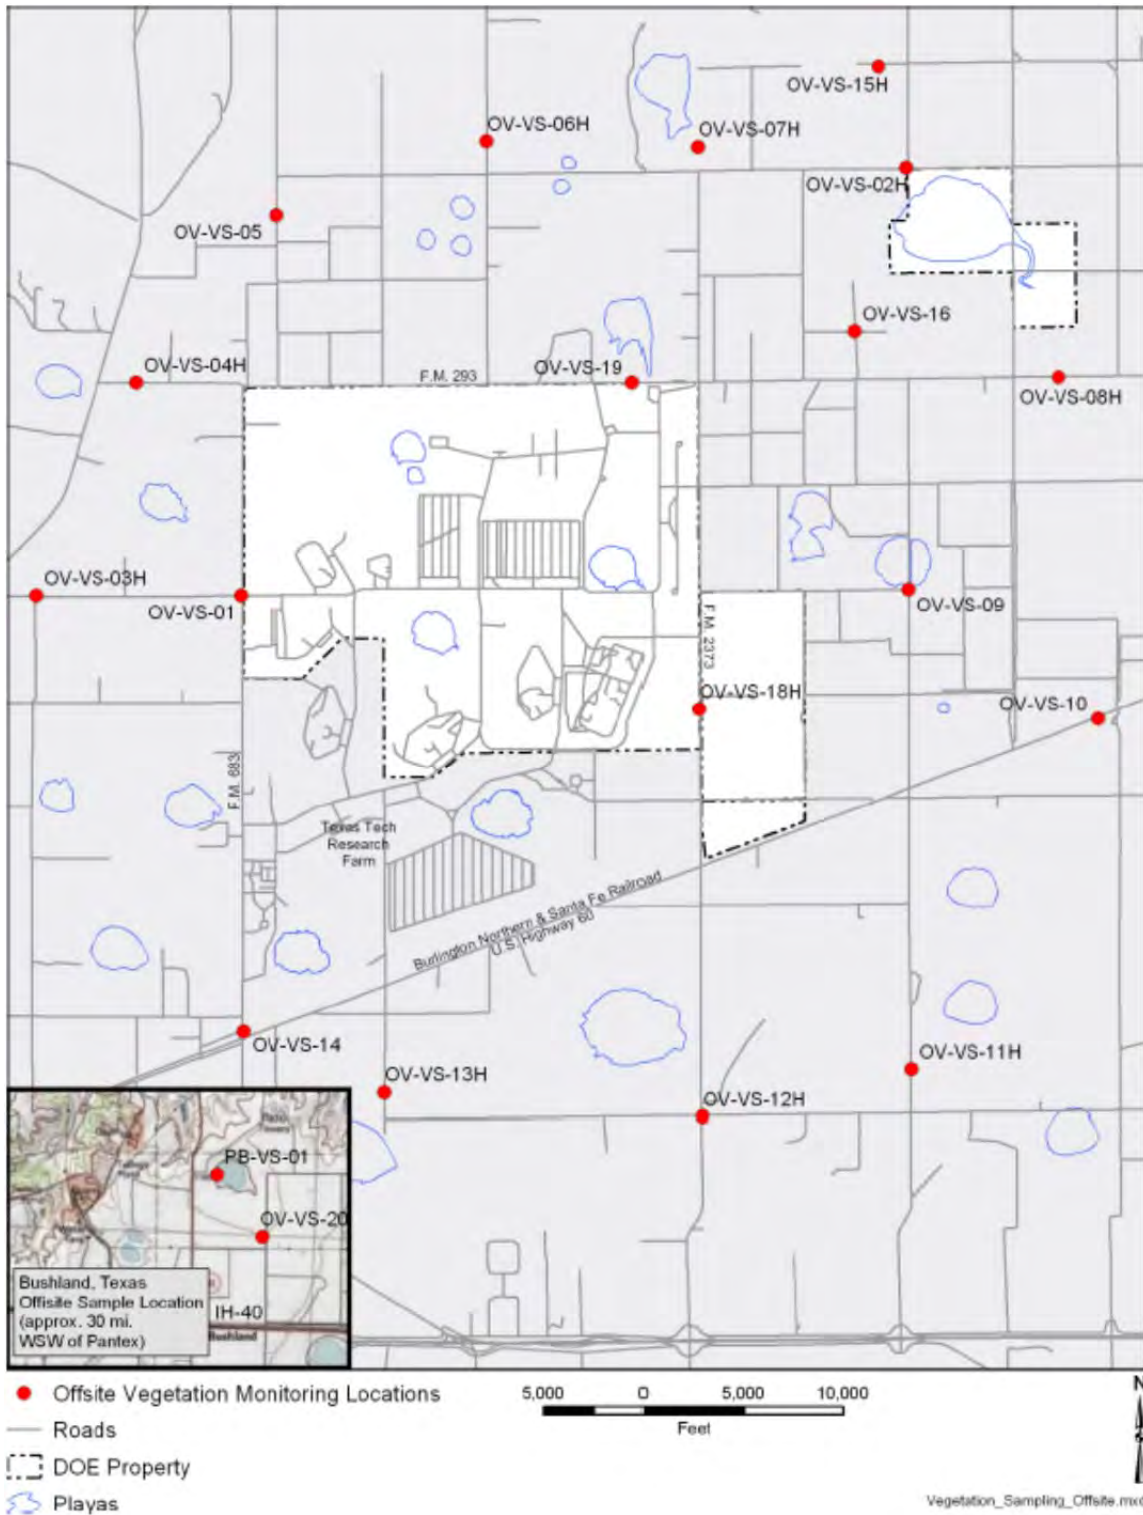 OV-VS-15H
OV-VS-06H
OV-VS-07H
OV-VS-02H
OV-VS-05
OV-VS-16
OV-VS-04H
OV-VS-19
F.M. 293
OV-VS-08H
OV-VS-03H
OV-VS-01
OV-VS-09
F.M. 2373
OV-VS-18H
OV-VS-10
F.M. 683
Texas Tech
Research
Farm
Burlington Northern & Santa Fe Railroad
U.S. Highway 60
OV-VS-14
OV-VS-13H
OV-VS-11H
OV-VS-12H
PB-VS-01
OV-VS-20
Bushland, Texas
Offisite Sample Location
(approx. 30 mi.
WSW of Pantex)
IH-40
Bushland
Offsite Vegetation Monitoring Locations
Roads
DOE Property
Playas
5,000 0 5,000 10,000
Feet
N
Vegetation_Sampling_Offsite.mxd